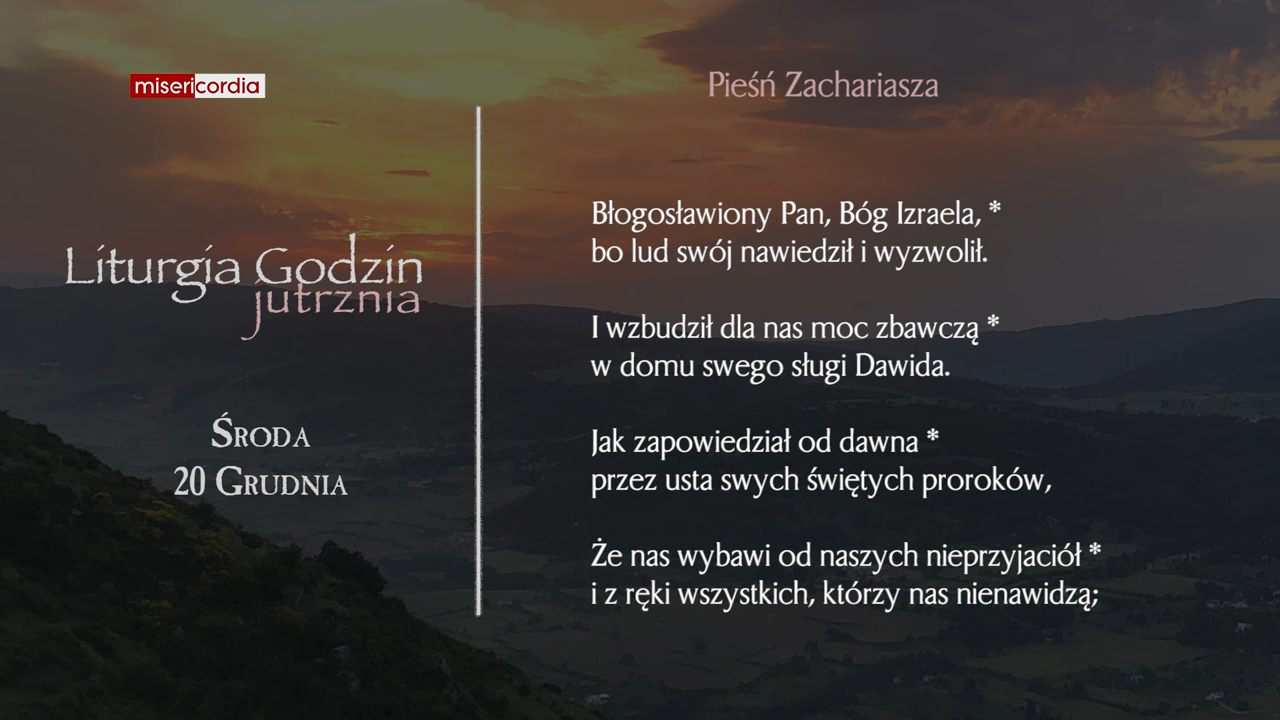 misericordia
Liturgia Godzin
jutrznia
Środa
20 Grudnia
Pieśń Zachariasza
Błogosławiony Pan, Bóg Izraela, *
bo lud swój nawiedził i wyzwolił.
I wzbudził dla nas moc zbawczą *
w domu swego sługi Dawida.
Jak zapowiedział od dawna *
przez usta swych świętych proroków,
Że nas wybawi od naszych nieprzyjaciół *
i z ręki wszystkich, którzy nas nienawidzą;